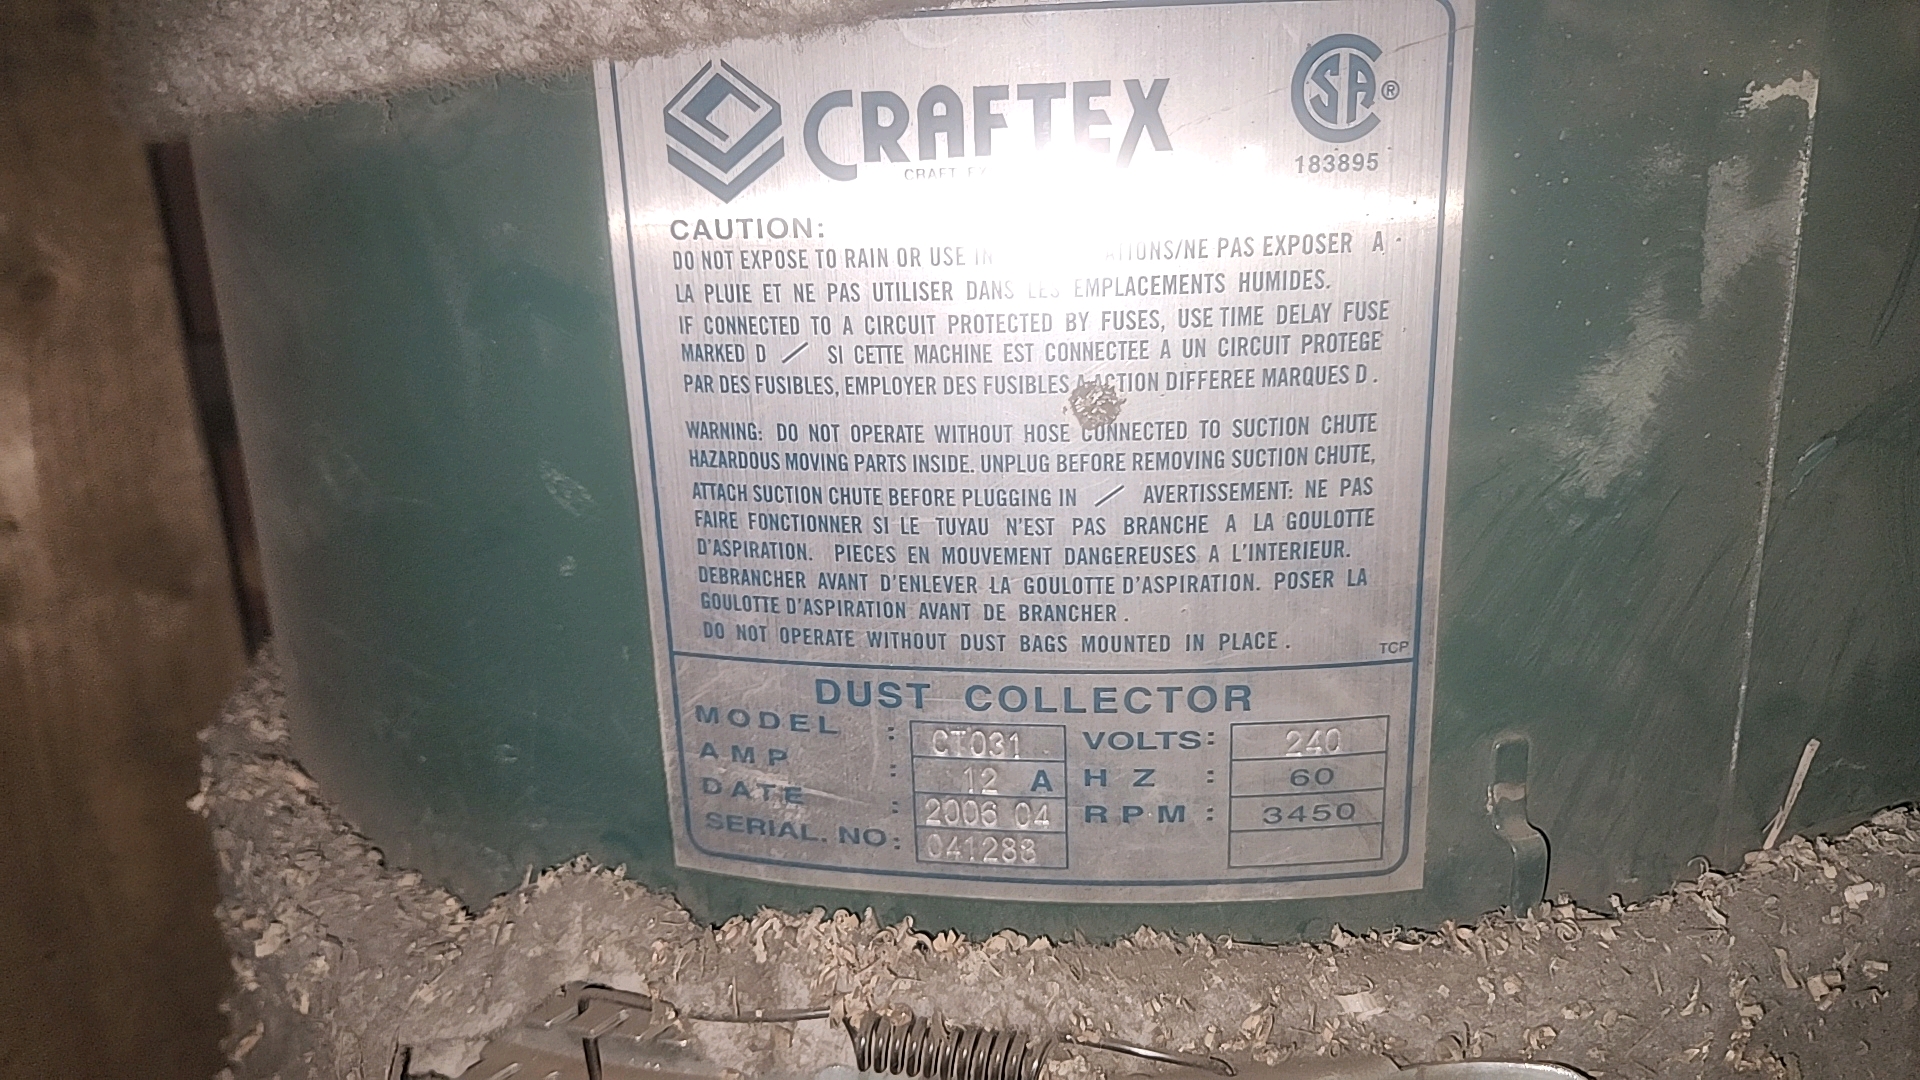 CRAFTEX
CSA ®
183895
CRAFT
CAUTION:
DO NOT EXPOSE TO RAIN OR USE IN /NE PAS EXPOSER A
LA PLUIE ET NE PAS UTILISER DANS LES EMPLACEMENTS HUMIDES.
IF CONNECTED TO A CIRCUIT PROTECTED BY FUSES, USE TIME DELAY FUSE
MARKED D / SI CETTE MACHINE EST CONNECTEE A UN CIRCUIT PROTEGE
PAR DES FUSIBLES, EMPLOYER DES FUSIBLES A ACTION DIFFEREE MARQUES D.
WARNING: DO NOT OPERATE WITHOUT HOSE CONNECTED TO SUCTION CHUTE
HAZARDOUS MOVING PARTS INSIDE. UNPLUG BEFORE REMOVING SUCTION CHUTE,
ATTACH SUCTION CHUTE BEFORE PLUGGING IN / AVERTISSEMENT: NE PAS
FAIRE FONCTIONNER SI LE TUYAU N'EST PAS BRANCHE A LA GOULOTTE
D'ASPIRATION. PIECES EN MOUVEMENT DANGEREUSES A L'INTERIEUR.
DEBRANCHER AVANT D'ENLEVER LA GOULOTTE D'ASPIRATION. POSER LA
GOULOTTE D'ASPIRATION AVANT DE BRANCHER.
DO NOT OPERATE WITHOUT DUST BAGS MOUNTED IN PLACE.
TCP
DUST COLLECTOR
MODEL : CT031 VOLTS: 240
AMP : 12 A HZ : 60
DATE : 2006 04 RPM : 3450
SERIAL. NO: 041288